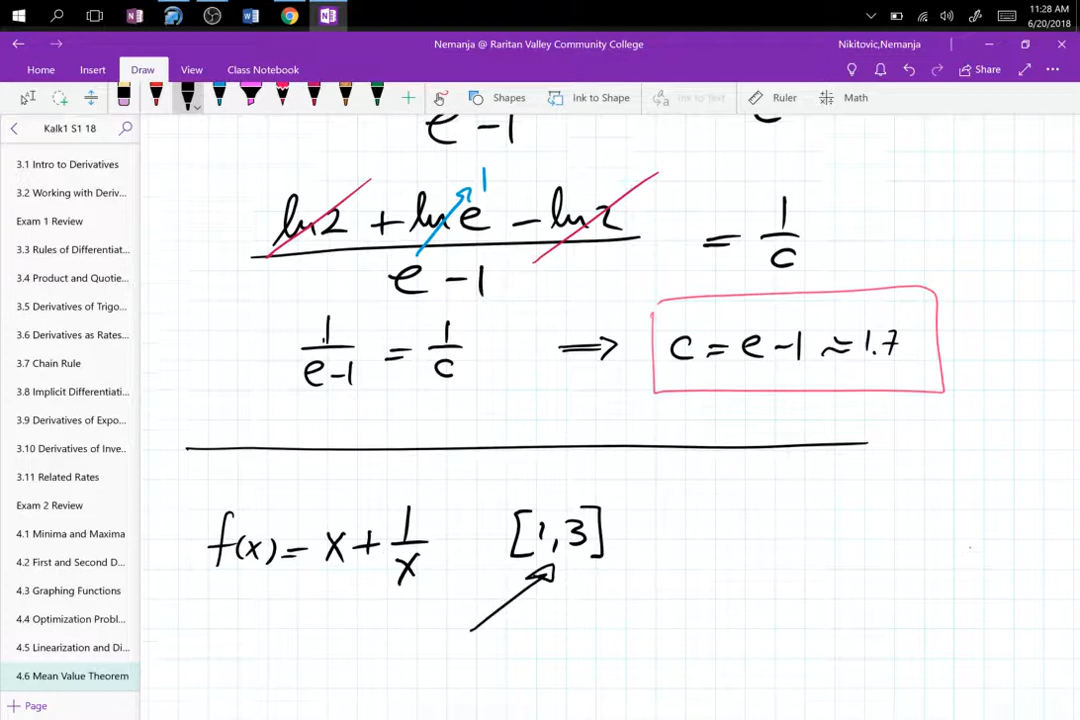 11:28 AM
6/20/2018
Nemanja @ Raritan Valley Community College
Nikitovic,Nemanja
Home Insert Draw View Class Notebook Share
Shapes Ink to Shape Ink to Text Ruler Math
Kalk1 S1 18
3.1 Intro to Derivatives
3.2 Working with Deriv...
Exam 1 Review
3.3 Rules of Differentiat...
3.4 Product and Quotie...
3.5 Derivatives of Trigo...
3.6 Derivatives as Rates...
3.7 Chain Rule
3.8 Implicit Differentiati...
3.9 Derivatives of Expo...
3.10 Derivatives of Inve...
3.11 Related Rates
Exam 2 Review
4.1 Minima and Maxima
4.2 First and Second D...
4.3 Graphing Functions
4.4 Optimization Probl...
4.5 Linearization and Di...
4.6 Mean Value Theorem
Page
e - 1
1
ln2 + ln e - ln2
e - 1
= 1/c
1/(e-1) = 1/c ⟹ c = e - 1 ≈ 1.7
f(x) = x + 1/x [1,3]